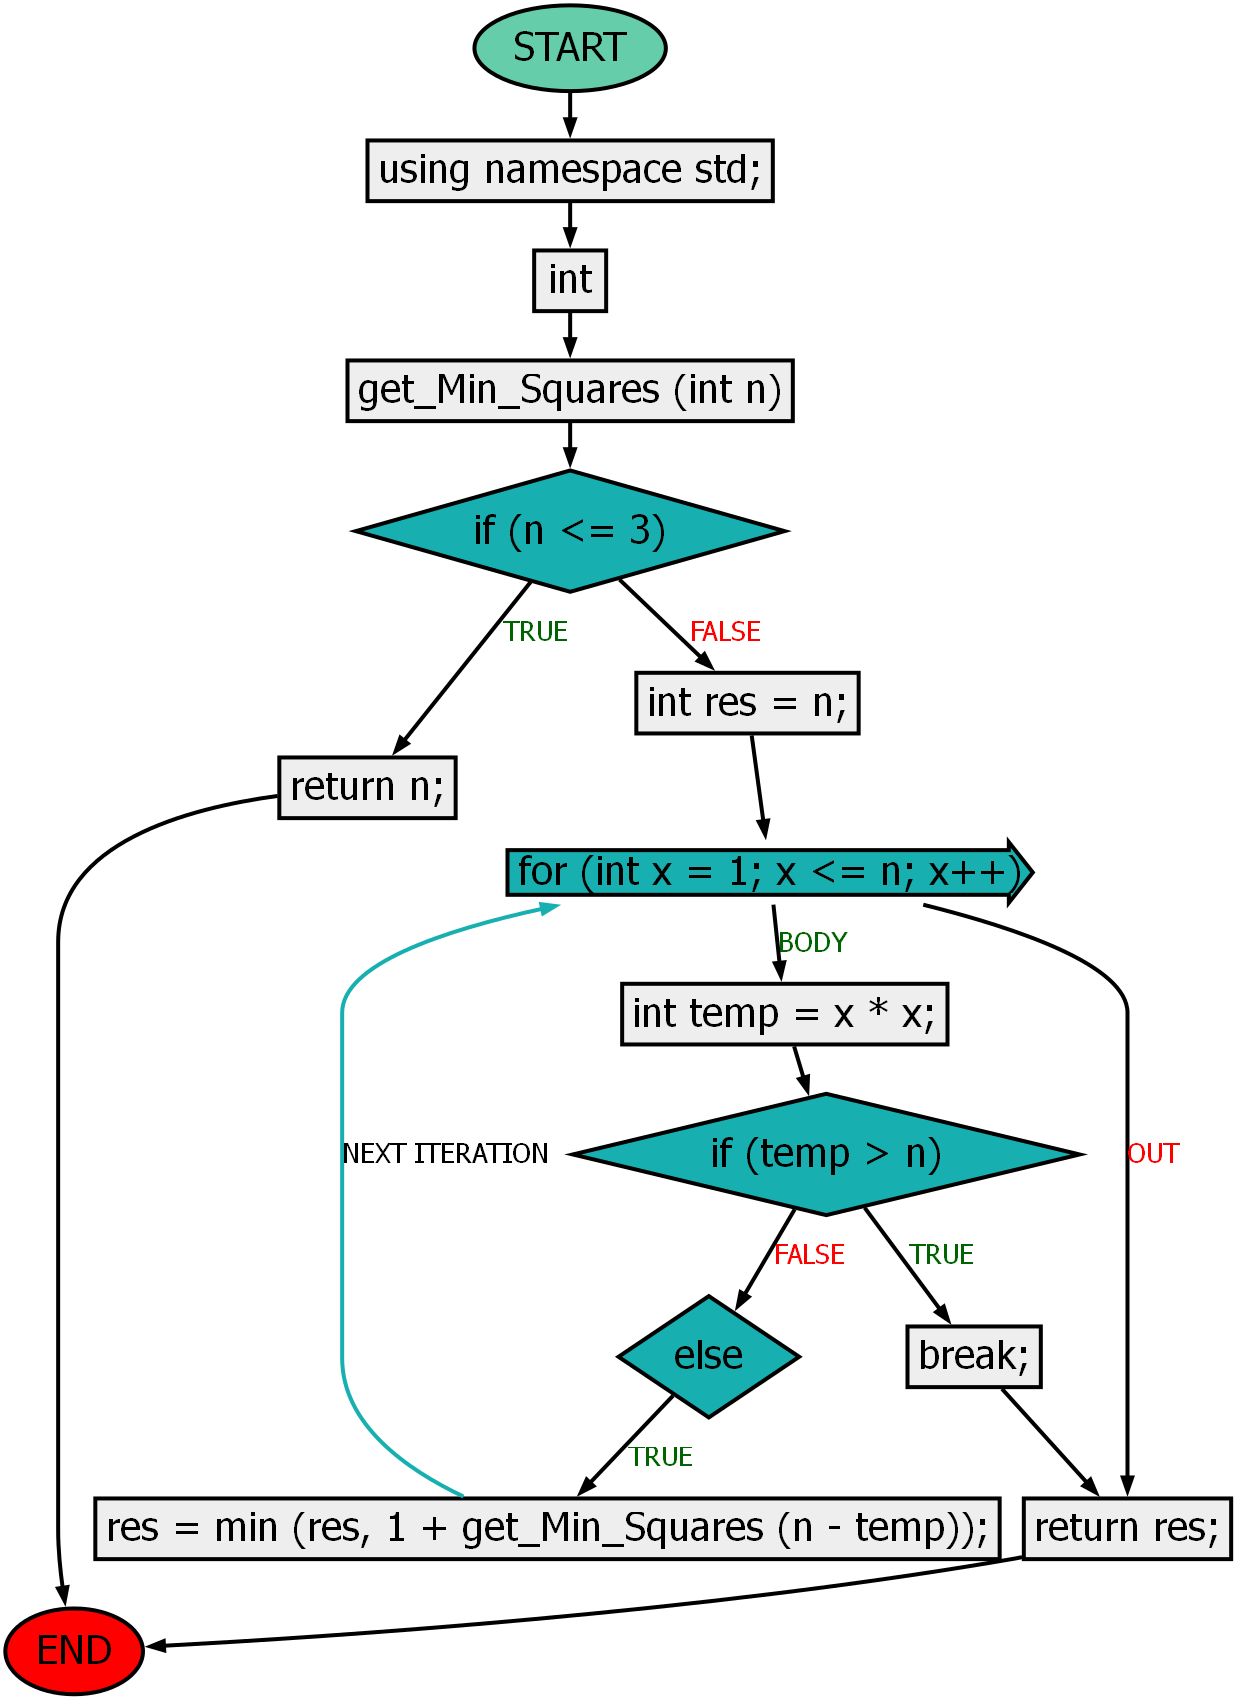 START
using namespace std;
int
get_Min_Squares (int n)
if (n <= 3)
TRUE
FALSE
int res = n;
return n;
for (int x = 1; x <= n; x++)
BODY
int temp = x * x;
NEXT ITERATION
if (temp > n)
OUT
FALSE
TRUE
else
break;
TRUE
res = min (res, 1 + get_Min_Squares (n - temp));
return res;
END